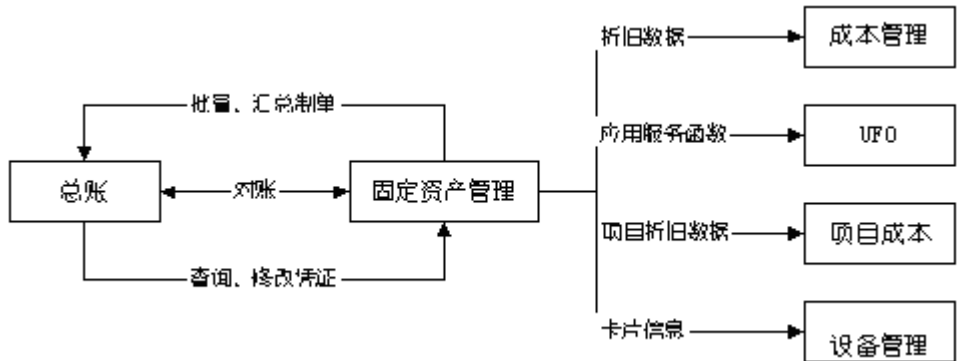 折旧数据
成本管理
批量、汇总制单
应用服务函数
UFO
总账
对账
固定资产管理
项目折旧数据
项目成本
查询、修改凭证
卡片信息
设备管理